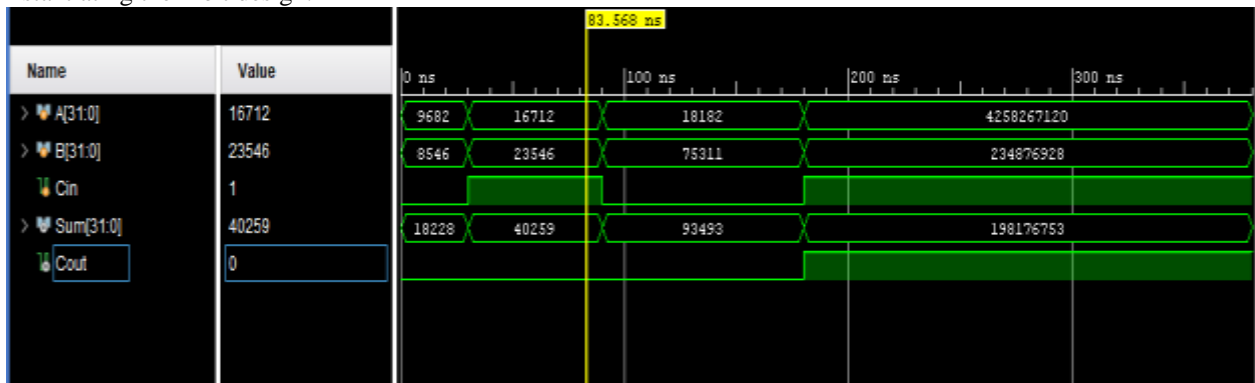 83.568 ns
Name Value
0 ns 100 ns 200 ns 300 ns
A[31:0] 16712 9682 16712 18182 4258267120
B[31:0] 23546 8546 23546 75311 234876928
Cin 1
Sum[31:0] 40259 18228 40259 93493 198176753
Cout 0